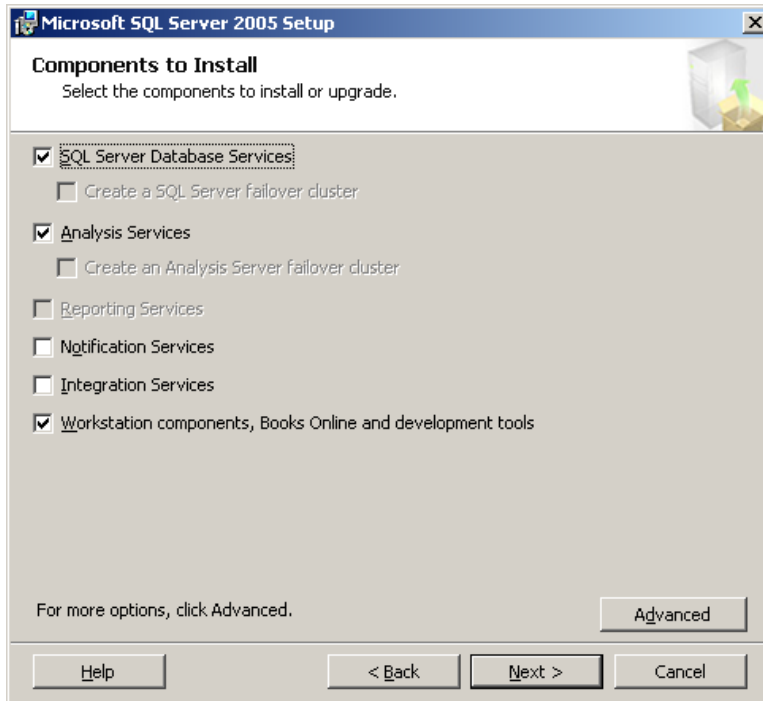 Microsoft SQL Server 2005 Setup
Components to Install
Select the components to install or upgrade.
SQL Server Database Services
Create a SQL Server failover cluster
Analysis Services
Create an Analysis Server failover cluster
Reporting Services
Notification Services
Integration Services
Workstation components, Books Online and development tools
For more options, click Advanced.
Advanced
Help
< Back
Next >
Cancel